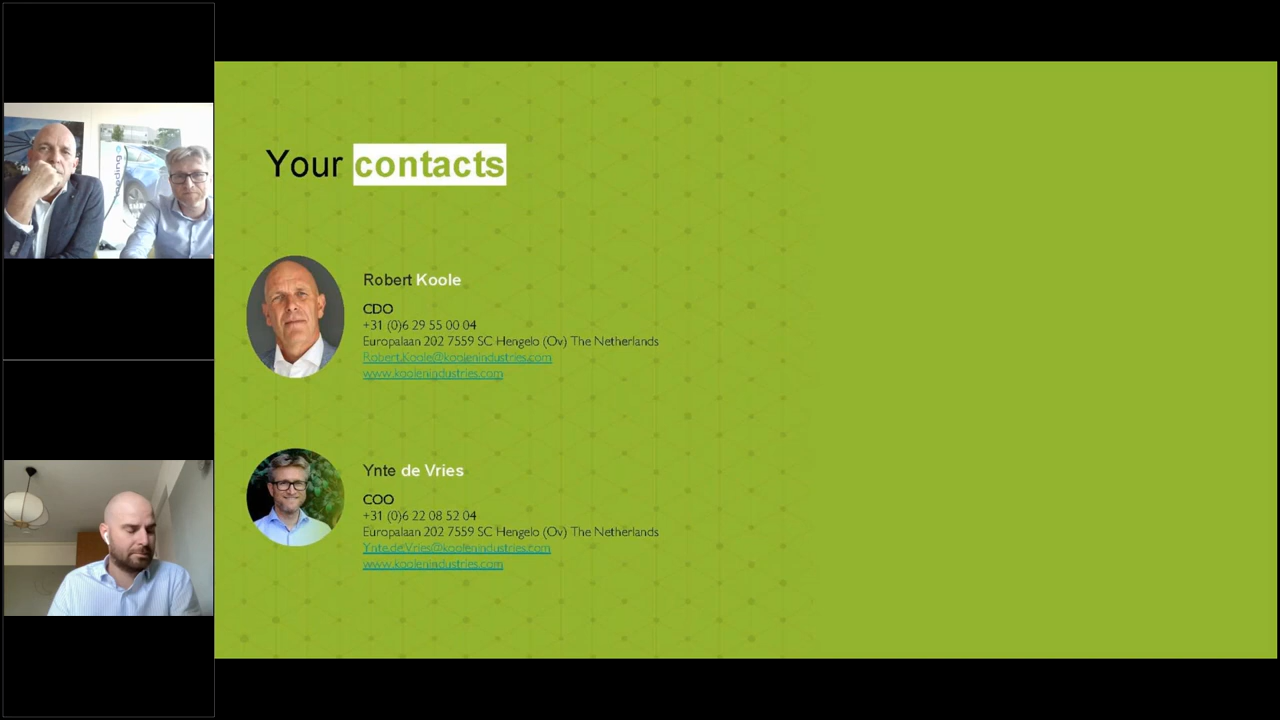 Your contacts
Robert Koole
CDO
+31 (0)6 29 55 00 04
Europalaan 202 7559 SC Hengelo (Ov) The Netherlands
Robert.Koole@koolenindustries.com
www.koolenindustries.com
Ynte de Vries
COO
+31 (0)6 22 08 52 04
Europalaan 202 7559 SC Hengelo (Ov) The Netherlands
Ynte.deVries@koolenindustries.com
www.koolenindustries.com